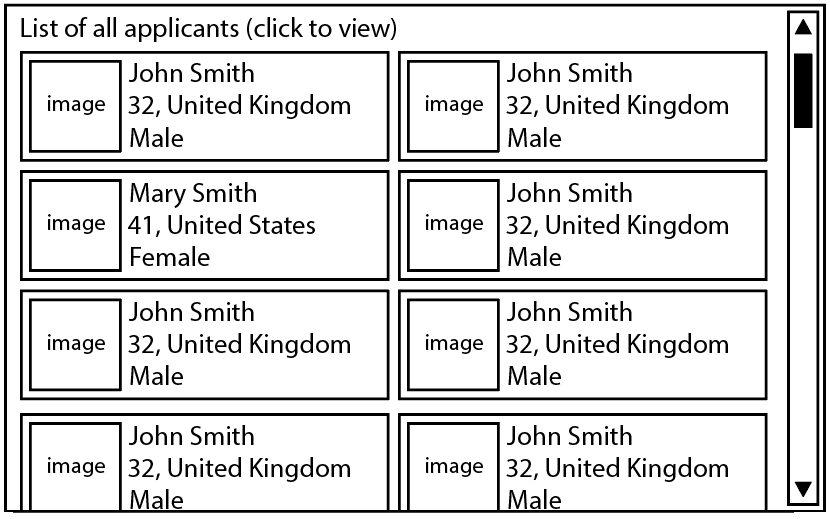 List of all applicants (click to view)
image
John Smith
32, United Kingdom
Male
image
John Smith
32, United Kingdom
Male
image
Mary Smith
41, United States
Female
image
John Smith
32, United Kingdom
Male
image
John Smith
32, United Kingdom
Male
image
John Smith
32, United Kingdom
Male
image
John Smith
32, United Kingdom
Male
image
John Smith
32, United Kingdom
Male